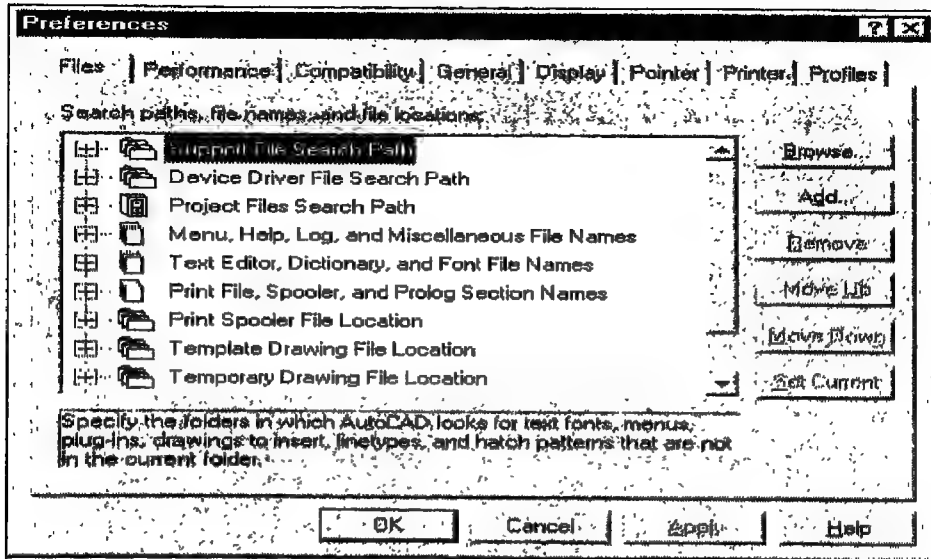 Preferences
Files Performance Compatibility General Display Pointer Printer Profiles
Search paths, file names, and file locations:
Support File Search Path
Device Driver File Search Path
Project Files Search Path
Menu, Help, Log, and Miscellaneous File Names
Text Editor, Dictionary, and Font File Names
Print File, Spooler, and Prolog Section Names
Print Spooler File Location
Template Drawing File Location
Temporary Drawing File Location
Browse...
Add...
Remove
Move Up
Move Down
Set Current
Specify the folders in which AutoCAD looks for text fonts, menus,
plug-ins, drawings to insert, linetypes, and hatch patterns that are not
in the current folder.
OK Cancel Apply Help